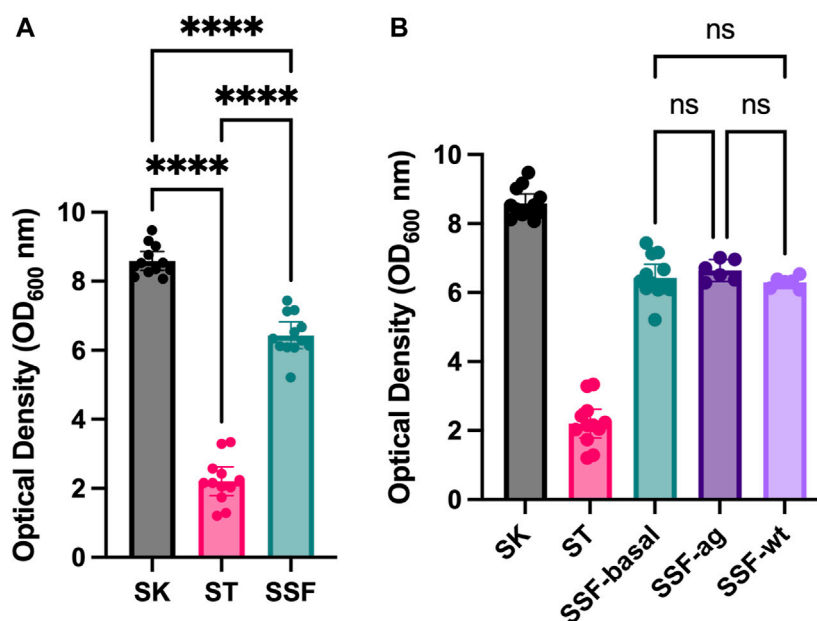 A
****
****
****
Optical Density (OD600 nm)
10
8
6
4
2
0
SK ST SSF
B
ns
ns ns
Optical Density (OD600 nm)
10
8
6
4
2
0
SK ST SSF-basal SSF-ag SSF-wt